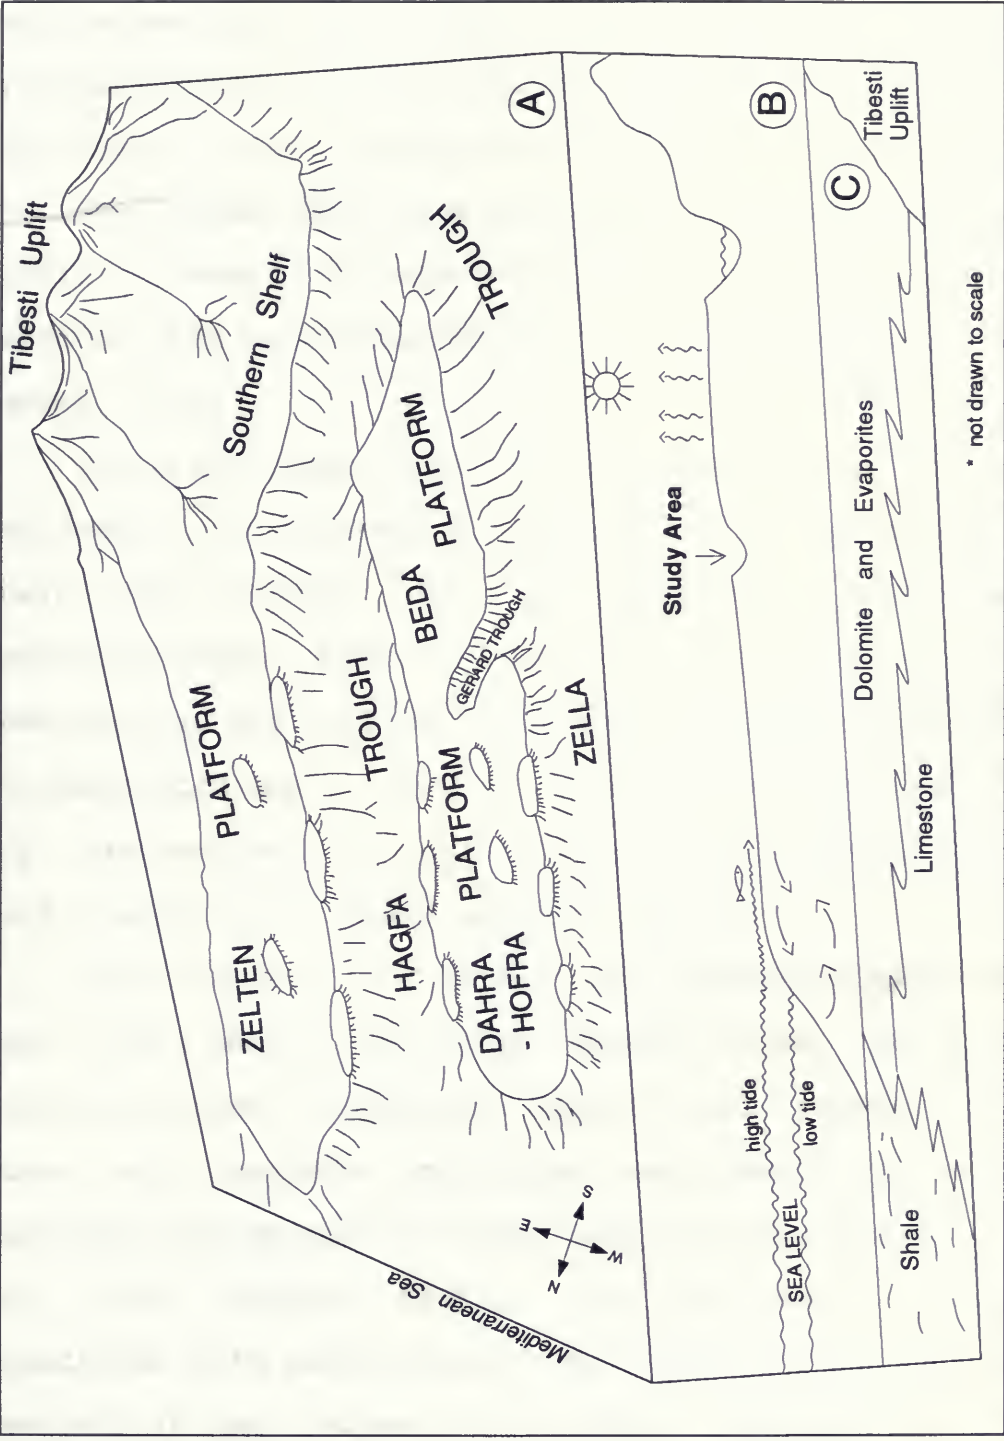 Tibesti Uplift
Southern Shelf
ZELTEN PLATFORM
HAGFA TROUGH
BEDA PLATFORM
GERARD TROUGH
DAHRA
- HOFRA PLATFORM
ZELLA TROUGH
A
N
E
S
W
Mediterranean Sea
Study Area
B
high tide
SEA LEVEL
low tide
C
Tibesti
Uplift
Dolomite and Evaporites
Limestone
Shale
* not drawn to scale